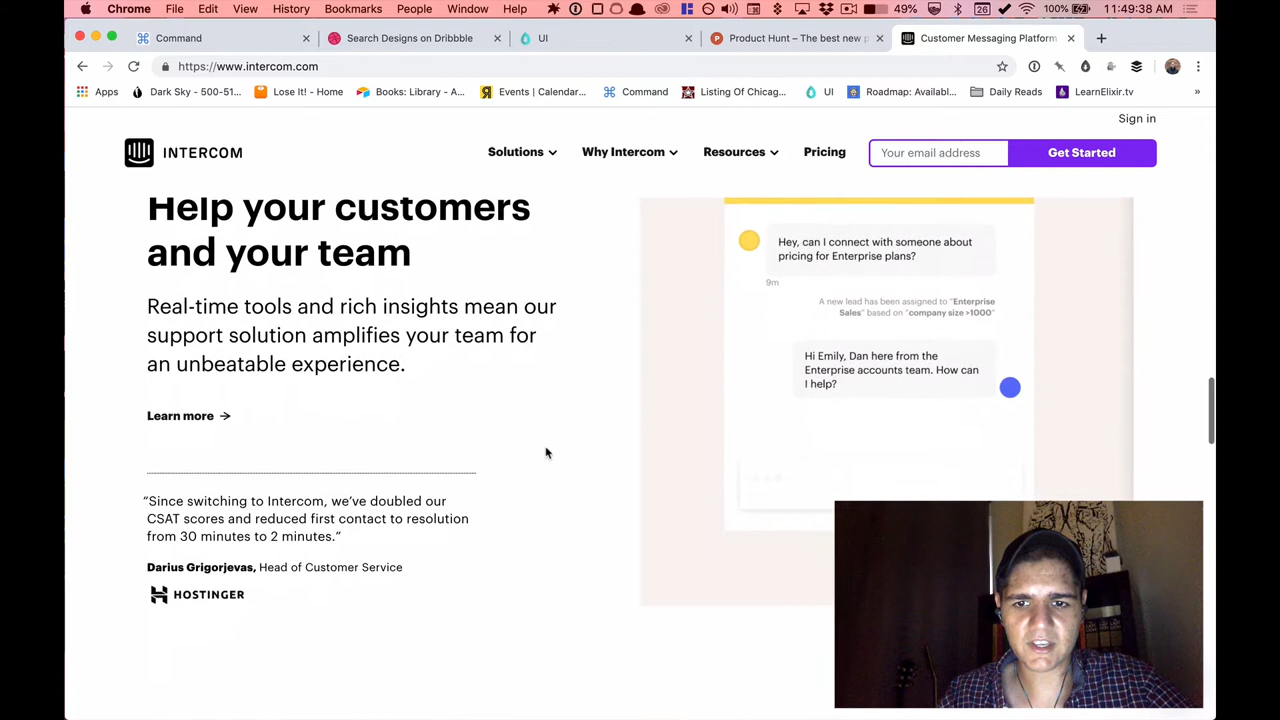 Chrome File Edit View History Bookmarks People Window Help 49% 26 100% 11:49:38 AM
Command
Search Designs on Dribbble
UI
Product Hunt – The best new p
Customer Messaging Platform
https://www.intercom.com
Apps
Dark Sky - 500-51...
Lose It! - Home
Books: Library - A...
Events | Calendar...
Command
Listing Of Chicag...
UI
Roadmap: Availabl...
Daily Reads
LearnElixir.tv
»
Sign in
INTERCOM
Solutions
Why Intercom
Resources
Pricing
Your email address
Get Started
Help your customers
and your team
Real-time tools and rich insights mean our
support solution amplifies your team for
an unbeatable experience.
Learn more →
“Since switching to Intercom, we’ve doubled our
CSAT scores and reduced first contact to resolution
from 30 minutes to 2 minutes.”
Darius Grigorjevas, Head of Customer Service
HOSTINGER
Hey, can I connect with someone about
pricing for Enterprise plans?
9m
A new lead has been assigned to “Enterprise
Sales” based on “company size >1000”
Hi Emily, Dan here from the
Enterprise accounts team. How can
I help?